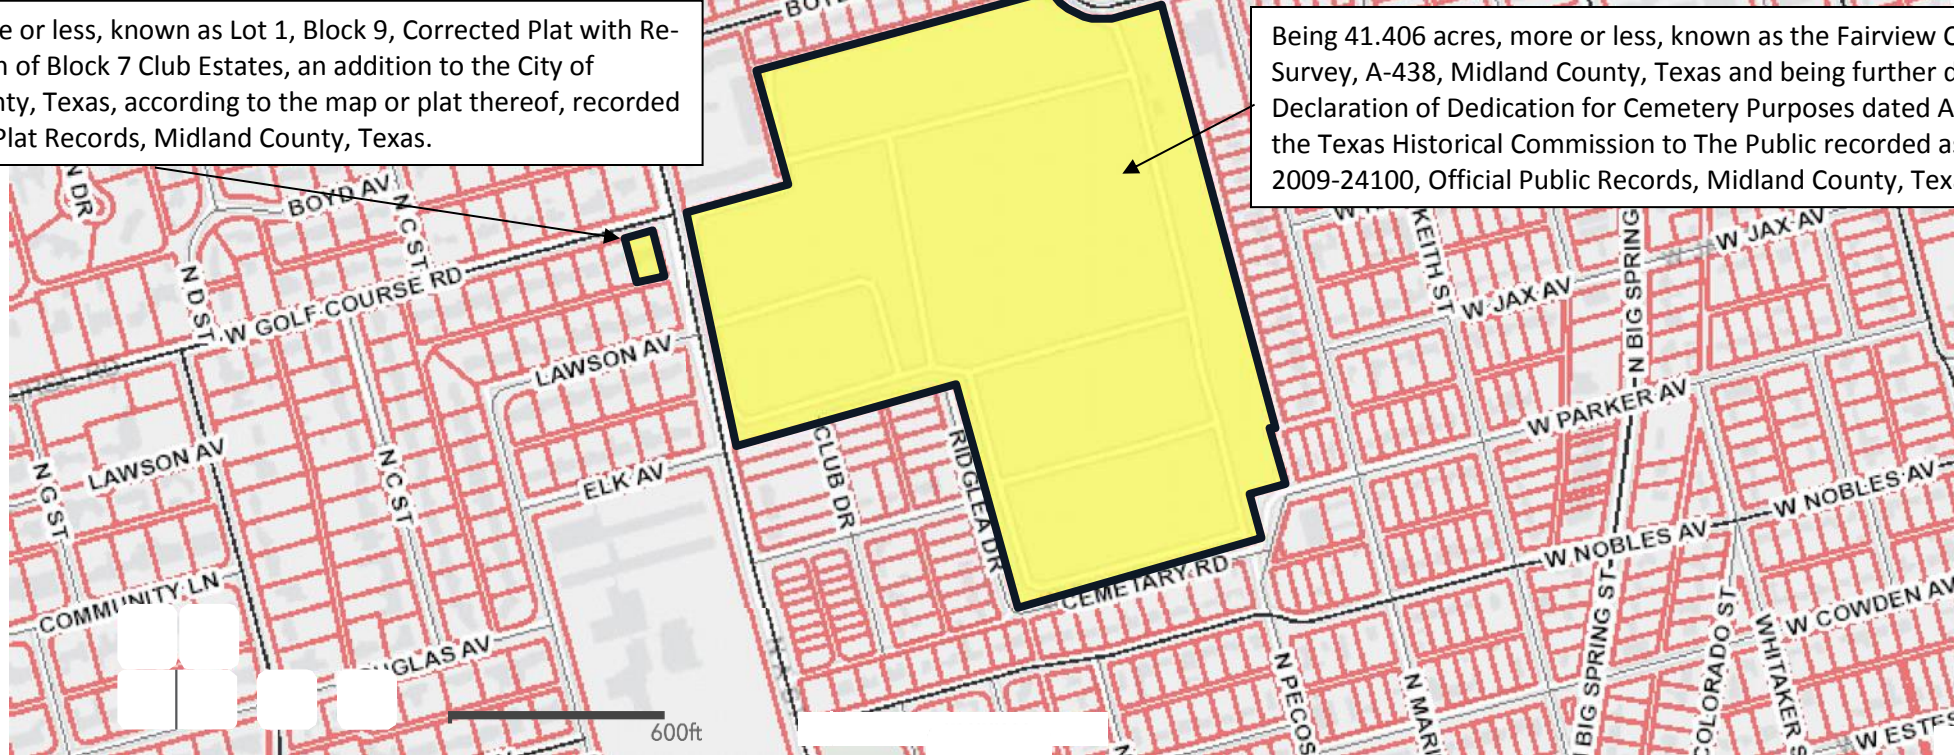 e or less, known as Lot 1, Block 9, Corrected Plat with Re-
n of Block 7 Club Estates, an addition to the City of
nty, Texas, according to the map or plat thereof, recorded
Plat Records, Midland County, Texas.
Being 41.406 acres, more or less, known as the Fairview C
Survey, A-438, Midland County, Texas and being further d
Declaration of Dedication for Cemetery Purposes dated A
the Texas Historical Commission to The Public recorded as
2009-24100, Official Public Records, Midland County, Tex
N DR
BOYD AV
N C ST
N D ST
W GOLF COURSE RD
LAWSON AV
LAWSON AV
N G ST
N C ST
ELK AV
CLUB DR
RIDGLEA DR
CEMETARY RD
COMMUNITY LN
UGLAS AV
600ft
KEITH ST
W JAX AV
W JAX AV
N BIG SPRING
W PARKER AV
W NOBLES AV
W NOBLES AV
W COWDEN AV
BIG SPRING ST
COLORADO ST
WHITAKER
N PECOS
N MARI
W ESTES